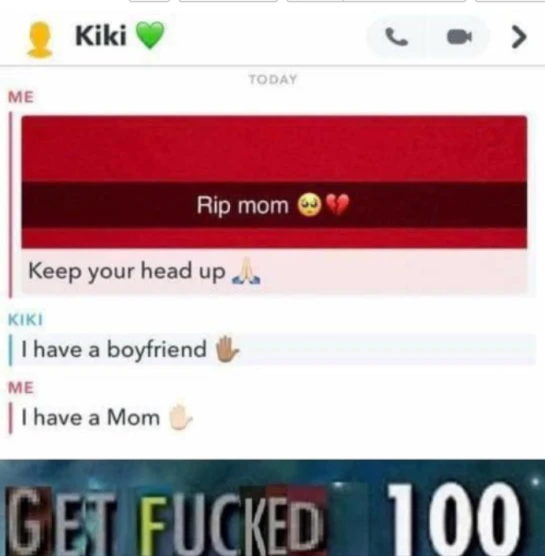 Kiki 💚
TODAY
ME
Rip mom 🥺💔
Keep your head up 🙏🏻
KIKI
I have a boyfriend 🤚🏽
ME
I have a Mom 🤚🏻
GET FUCKED 100